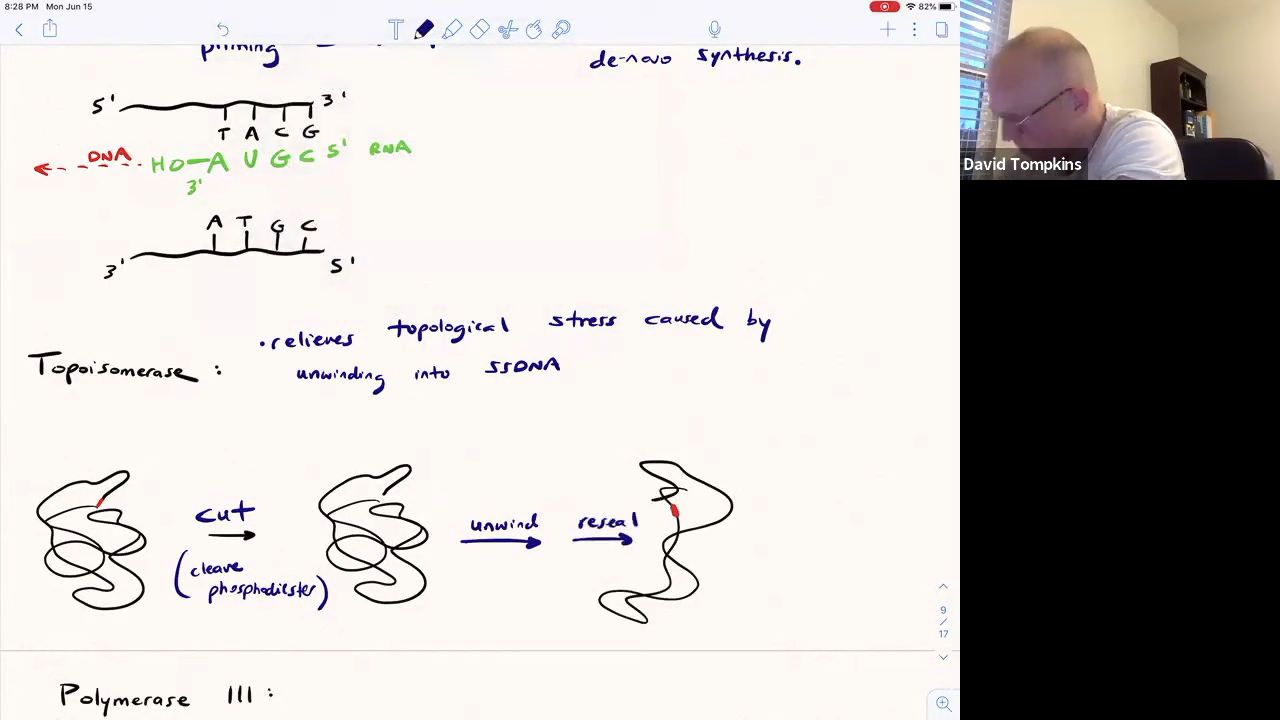 8:28 PM Mon Jun 15
82%
priming
de-novo synthesis.
5' 3'
T A C G
DNA HO-A U G C 5' RNA
3'
A T G C
3' 5'
Topoisomerase : • relieves topological stress caused by
unwinding into ssDNA
cut
(cleave
phosphodiester)
unwind
reseal
9
/
17
Polymerase III :
David Tompkins